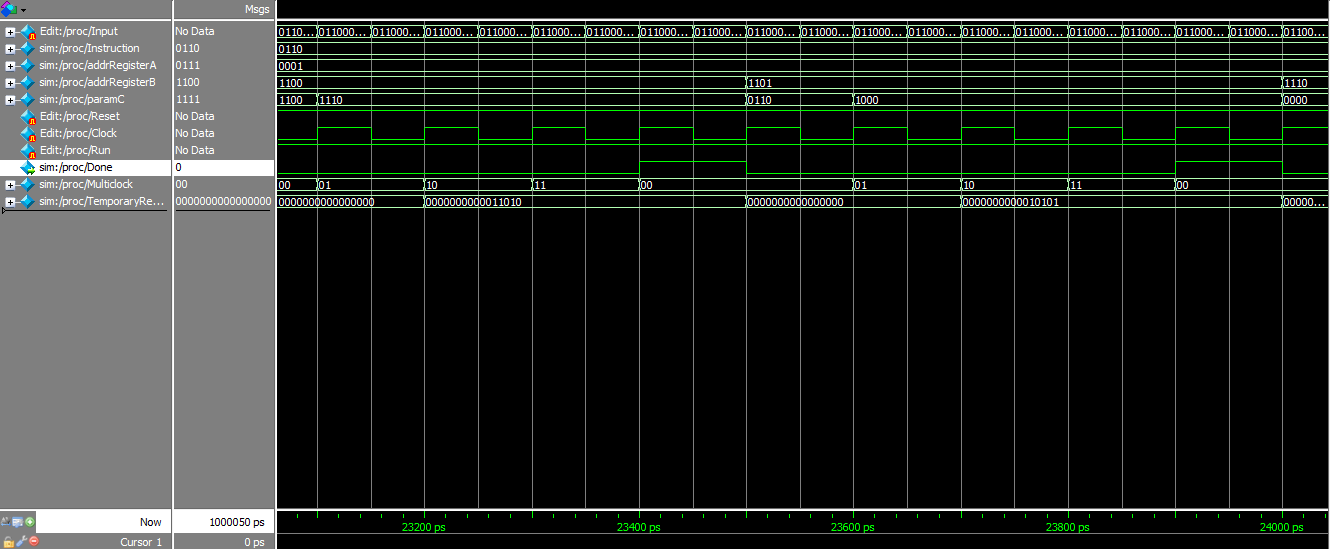 Msgs
Edit:/proc/Input No Data 0110... 011000... 011000... 011000... 011000... 011000... 011000... 011000... 011000... 011000... 011000... 011000... 011000... 011000... 011000... 011000... 011000... 011000... 011000... 01100...
sim:/proc/Instruction 0110 0110
sim:/proc/addrRegisterA 0111 0001
sim:/proc/addrRegisterB 1100 1100 1101 1110
sim:/proc/paramC 1111 1100 1110 0110 1000 0000
Edit:/proc/Reset No Data
Edit:/proc/Clock No Data
Edit:/proc/Run No Data
sim:/proc/Done 0
sim:/proc/Multiclock 00 00 01 10 11 00 01 10 11 00
sim:/proc/TemporaryRe... 0000000000000000 0000000000000000 0000000000011010 0000000000000000 0000000000010101 00000...
Now 1000050 ps 23200 ps 23400 ps 23600 ps 23800 ps 24000 ps
Cursor 1 0 ps